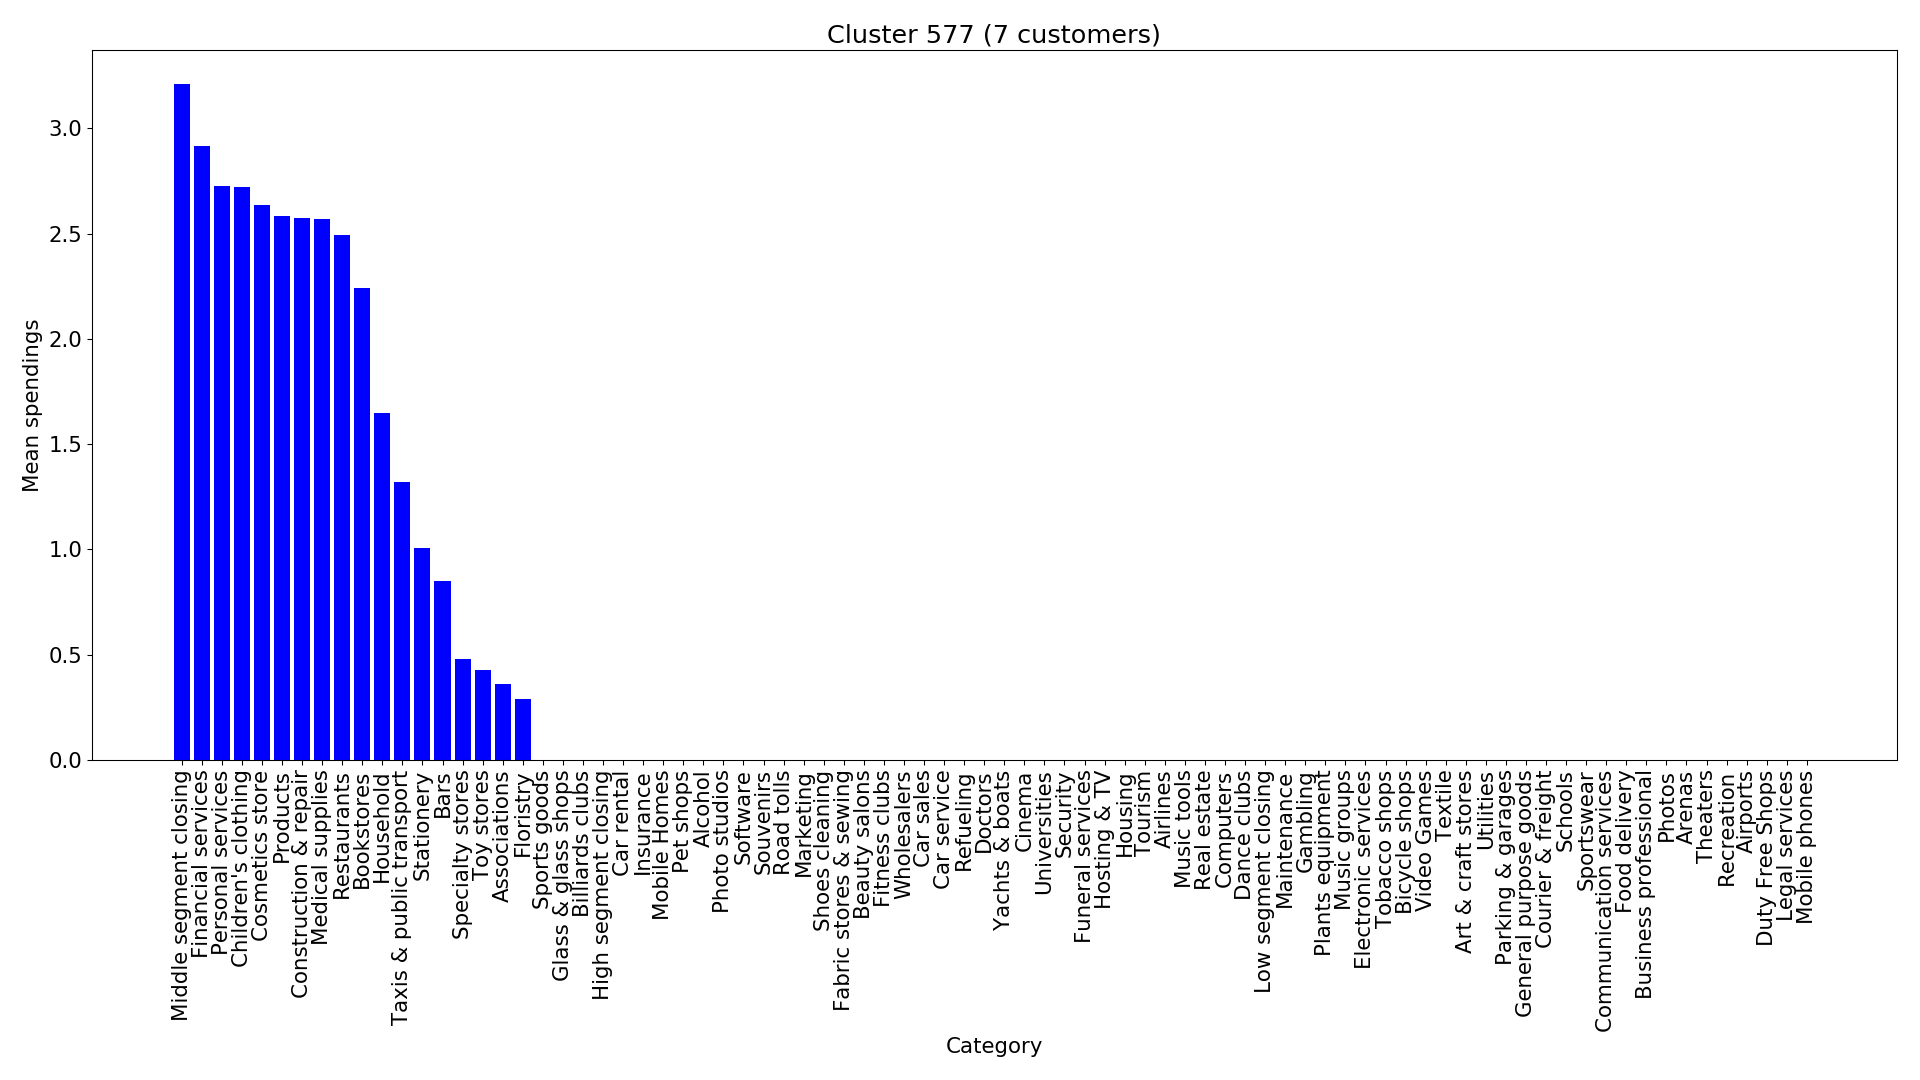 Cluster 577 (7 customers)
Mean spendings
3.0
2.5
2.0
1.5
1.0
0.5
0.0
Middle segment closing
Financial services
Personal services
Children's clothing
Cosmetics store
Products
Construction & repair
Medical supplies
Restaurants
Bookstores
Household
Taxis & public transport
Stationery
Bars
Specialty stores
Toy stores
Associations
Floristry
Sports goods
Glass & glass shops
Billiards clubs
High segment closing
Car rental
Insurance
Mobile Homes
Pet shops
Alcohol
Photo studios
Software
Souvenirs
Road tolls
Marketing
Shoes cleaning
Fabric stores & sewing
Beauty salons
Fitness clubs
Wholesalers
Car sales
Car service
Refueling
Doctors
Yachts & boats
Cinema
Universities
Security
Funeral services
Hosting & TV
Housing
Tourism
Airlines
Music tools
Real estate
Computers
Dance clubs
Low segment closing
Maintenance
Gambling
Plants equipment
Music groups
Electronic services
Tobacco shops
Bicycle shops
Video Games
Textile
Art & craft stores
Utilities
Parking & garages
General purpose goods
Courier & freight
Schools
Sportswear
Communication services
Food delivery
Business professional
Photos
Arenas
Theaters
Recreation
Airports
Duty Free Shops
Legal services
Mobile phones
Category